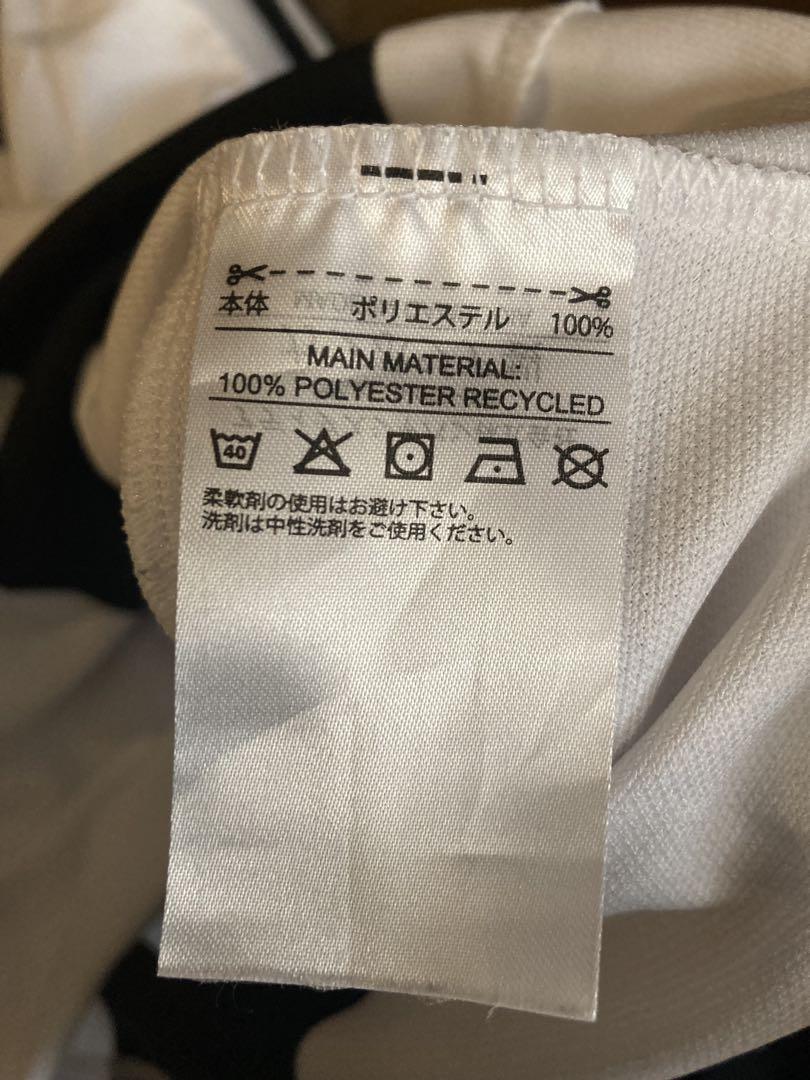 本体 ポリエステル 100%
MAIN MATERIAL:
100% POLYESTER RECYCLED
40
柔軟剤の使用はお避け下さい。
洗剤は中性洗剤をご使用ください。